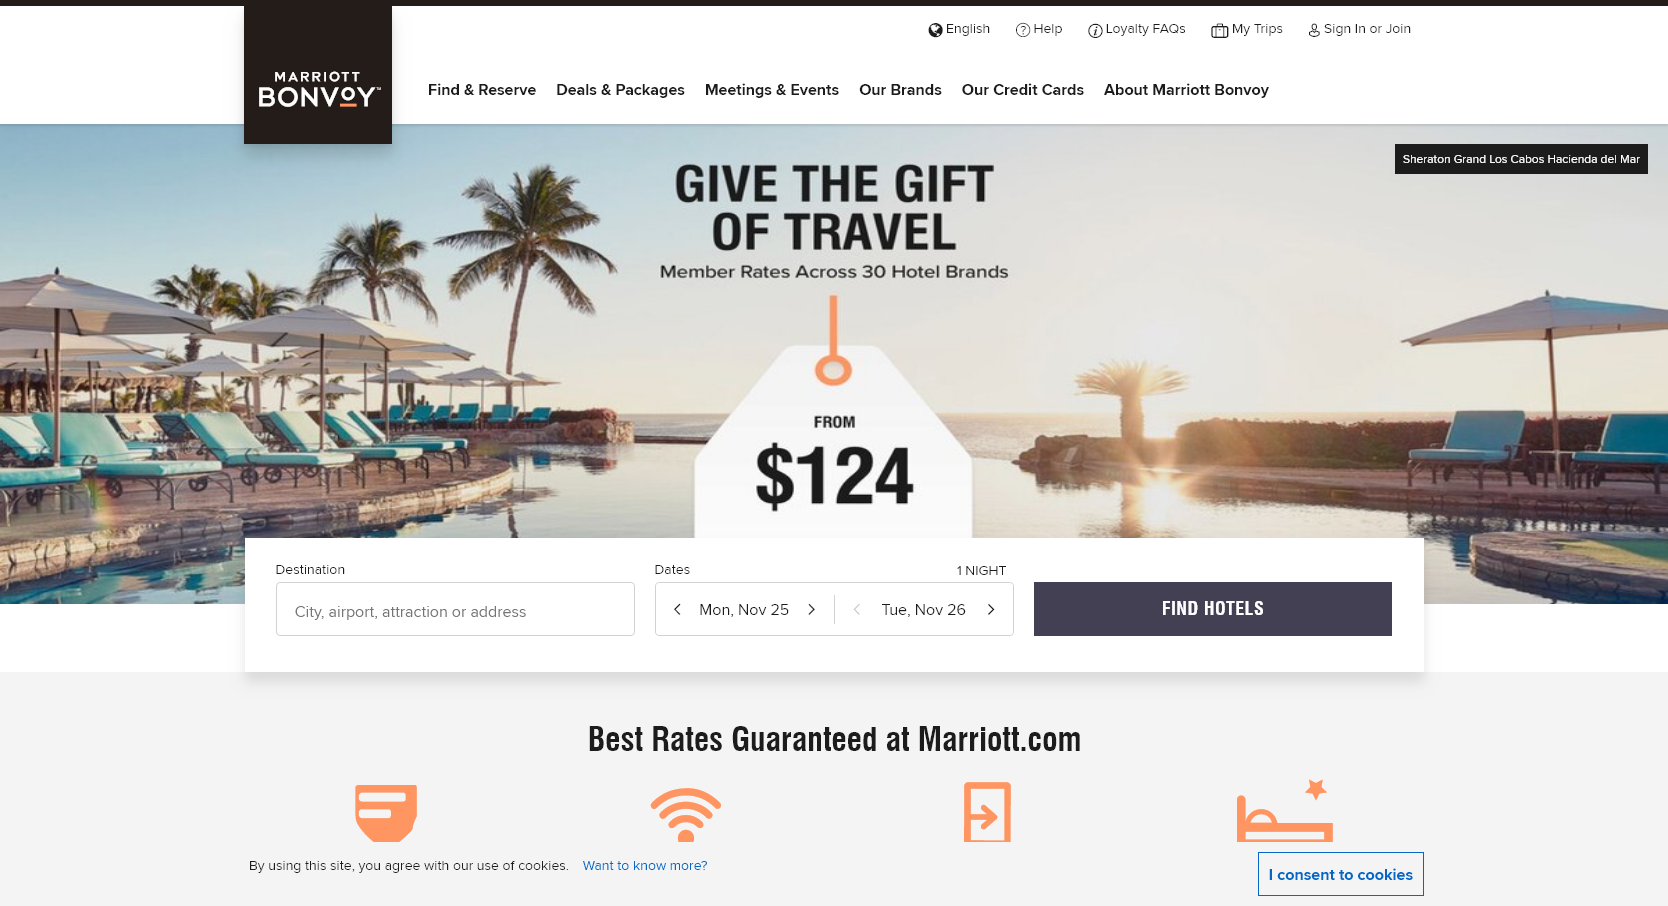 English
Help
Loyalty FAQs
My Trips
Sign In or Join
MARRIOTT
BONVOY™
Find & Reserve
Deals & Packages
Meetings & Events
Our Brands
Our Credit Cards
About Marriott Bonvoy
Sheraton Grand Los Cabos Hacienda del Mar
GIVE THE GIFT
OF TRAVEL
Member Rates Across 30 Hotel Brands
FROM
$124
Destination
City, airport, attraction or address
Dates
1 NIGHT
Mon, Nov 25
Tue, Nov 26
FIND HOTELS
Best Rates Guaranteed at Marriott.com
By using this site, you agree with our use of cookies. Want to know more?
I consent to cookies